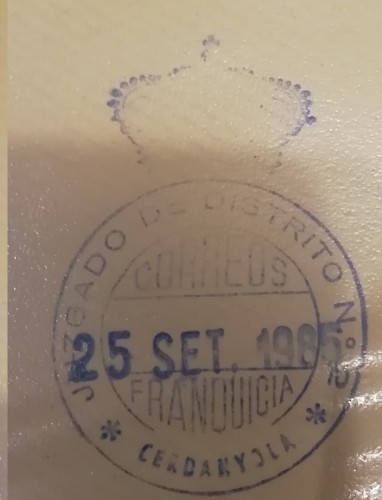 JUZGADO DE DISTRITO N.º
CORREOS
25 SET. 1985
FRANQUICIA
* CERDANYOLA *